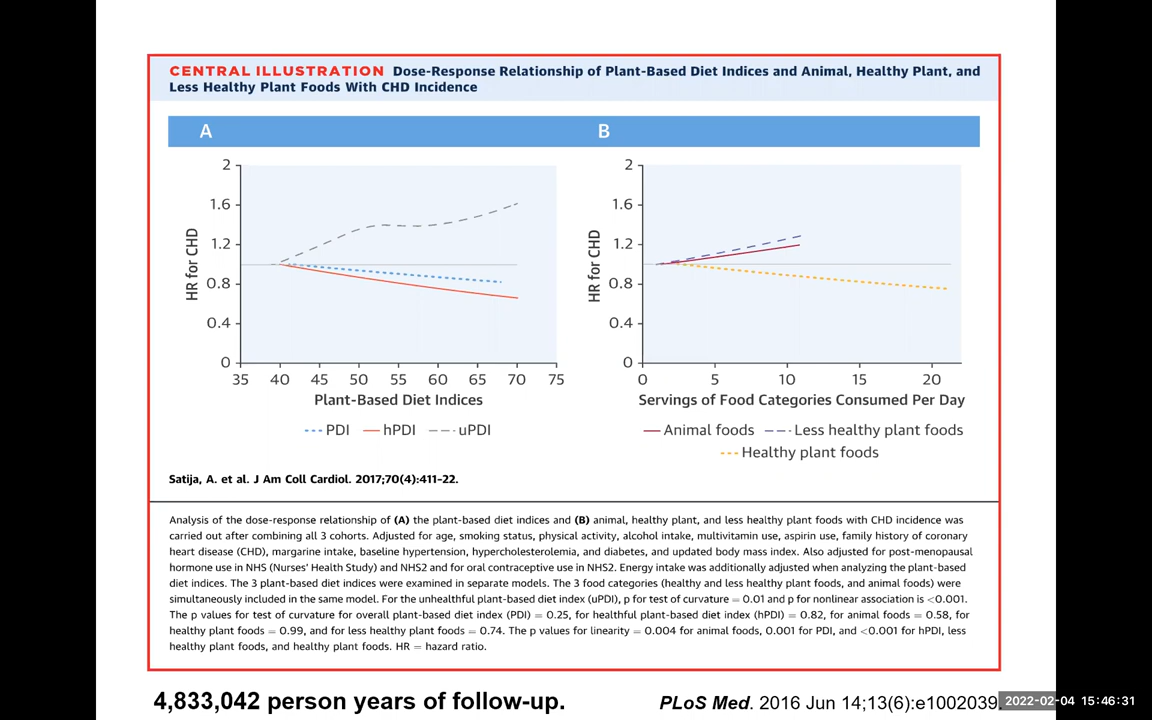 CENTRAL ILLUSTRATION Dose-Response Relationship of Plant-Based Diet Indices and Animal, Healthy Plant, and
Less Healthy Plant Foods With CHD Incidence
A
B
2
1.6
1.2
0.8
0.4
0
HR for CHD
35 40 45 50 55 60 65 70 75
Plant-Based Diet Indices
PDI hPDI uPDI
2
1.6
1.2
0.8
0.4
0
HR for CHD
0 5 10 15 20
Servings of Food Categories Consumed Per Day
Animal foods Less healthy plant foods
Healthy plant foods
Satija, A. et al. J Am Coll Cardiol. 2017;70(4):411-22.
Analysis of the dose-response relationship of (A) the plant-based diet indices and (B) animal, healthy plant, and less healthy plant foods with CHD incidence was
carried out after combining all 3 cohorts. Adjusted for age, smoking status, physical activity, alcohol intake, multivitamin use, aspirin use, family history of coronary
heart disease (CHD), margarine intake, baseline hypertension, hypercholesterolemia, and diabetes, and updated body mass index. Also adjusted for post-menopausal
hormone use in NHS (Nurses' Health Study) and NHS2 and for oral contraceptive use in NHS2. Energy intake was additionally adjusted when analyzing the plant-based
diet indices. The 3 plant-based diet indices were examined in separate models. The 3 food categories (healthy and less healthy plant foods, and animal foods) were
simultaneously included in the same model. For the unhealthful plant-based diet index (uPDI), p for test of curvature = 0.01 and p for nonlinear association is <0.001.
The p values for test of curvature for overall plant-based diet index (PDI) = 0.25, for healthful plant-based diet index (hPDI) = 0.82, for animal foods = 0.58, for
healthy plant foods = 0.99, and for less healthy plant foods = 0.74. The p values for linearity = 0.004 for animal foods, 0.001 for PDI, and <0.001 for hPDI, less
healthy plant foods, and healthy plant foods. HR = hazard ratio.
4,833,042 person years of follow-up.
PLoS Med. 2016 Jun 14;13(6):e1002039.
2022-02-04 15:46:31